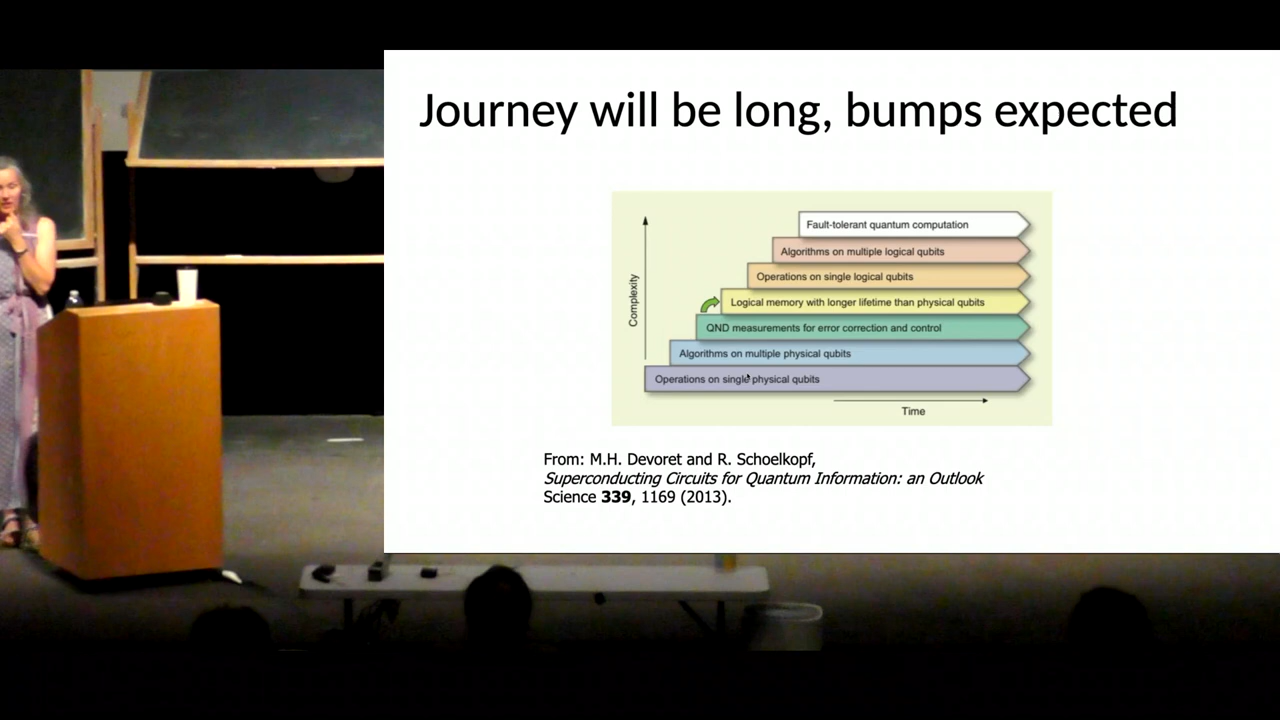 Journey will be long, bumps expected
Complexity
Fault-tolerant quantum computation
Algorithms on multiple logical qubits
Operations on single logical qubits
Logical memory with longer lifetime than physical qubits
QND measurements for error correction and control
Algorithms on multiple physical qubits
Operations on single physical qubits
Time
From: M.H. Devoret and R. Schoelkopf,
Superconducting Circuits for Quantum Information: an Outlook
Science 339, 1169 (2013).